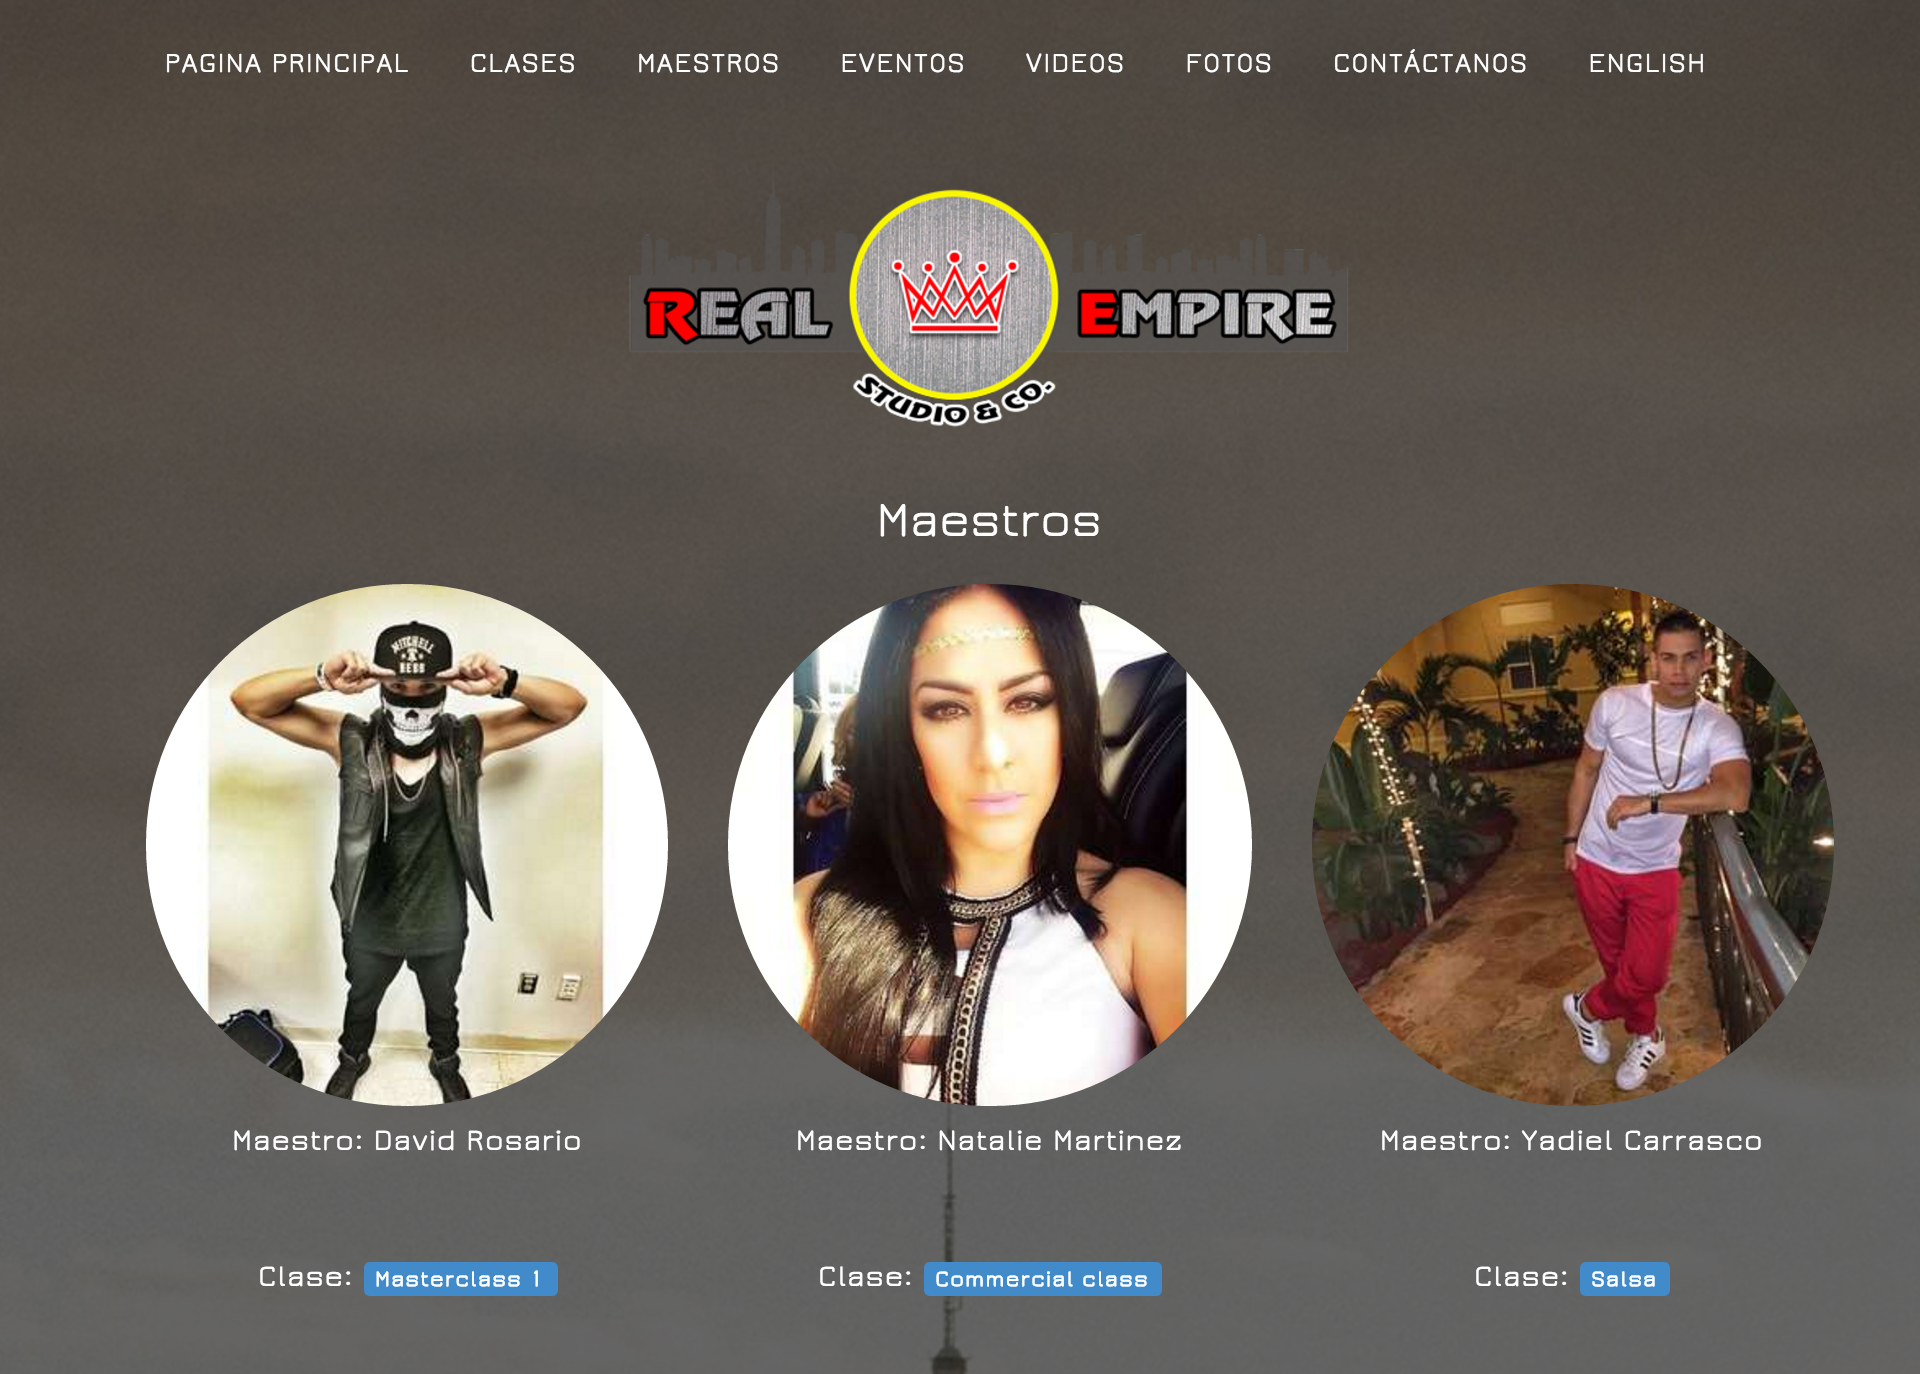 PAGINA PRINCIPAL CLASES MAESTROS EVENTOS VIDEOS FOTOS CONTÁCTANOS ENGLISH
REAL EMPIRE
STUDIO & CO.
Maestros
MITCHELL
Maestro: David Rosario
Maestro: Natalie Martinez
Maestro: Yadiel Carrasco
Clase: Masterclass 1
Clase: Commercial class
Clase: Salsa